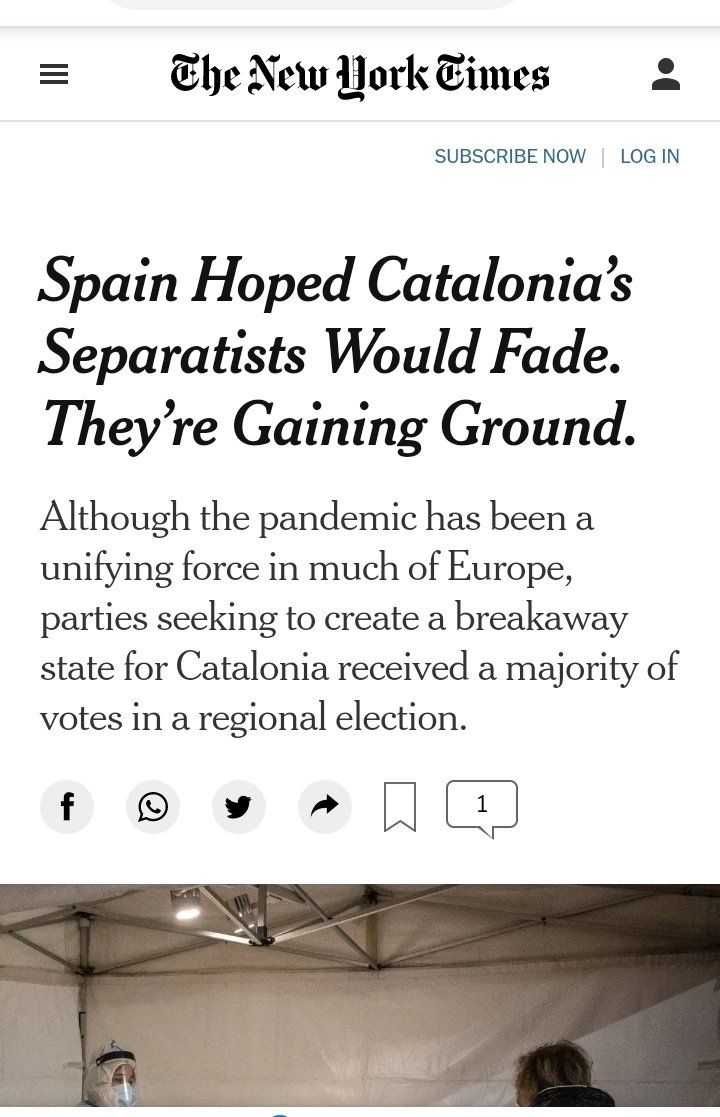 The New York Times
SUBSCRIBE NOW | LOG IN
Spain Hoped Catalonia’s
Separatists Would Fade.
They’re Gaining Ground.
Although the pandemic has been a
unifying force in much of Europe,
parties seeking to create a breakaway
state for Catalonia received a majority of
votes in a regional election.
1